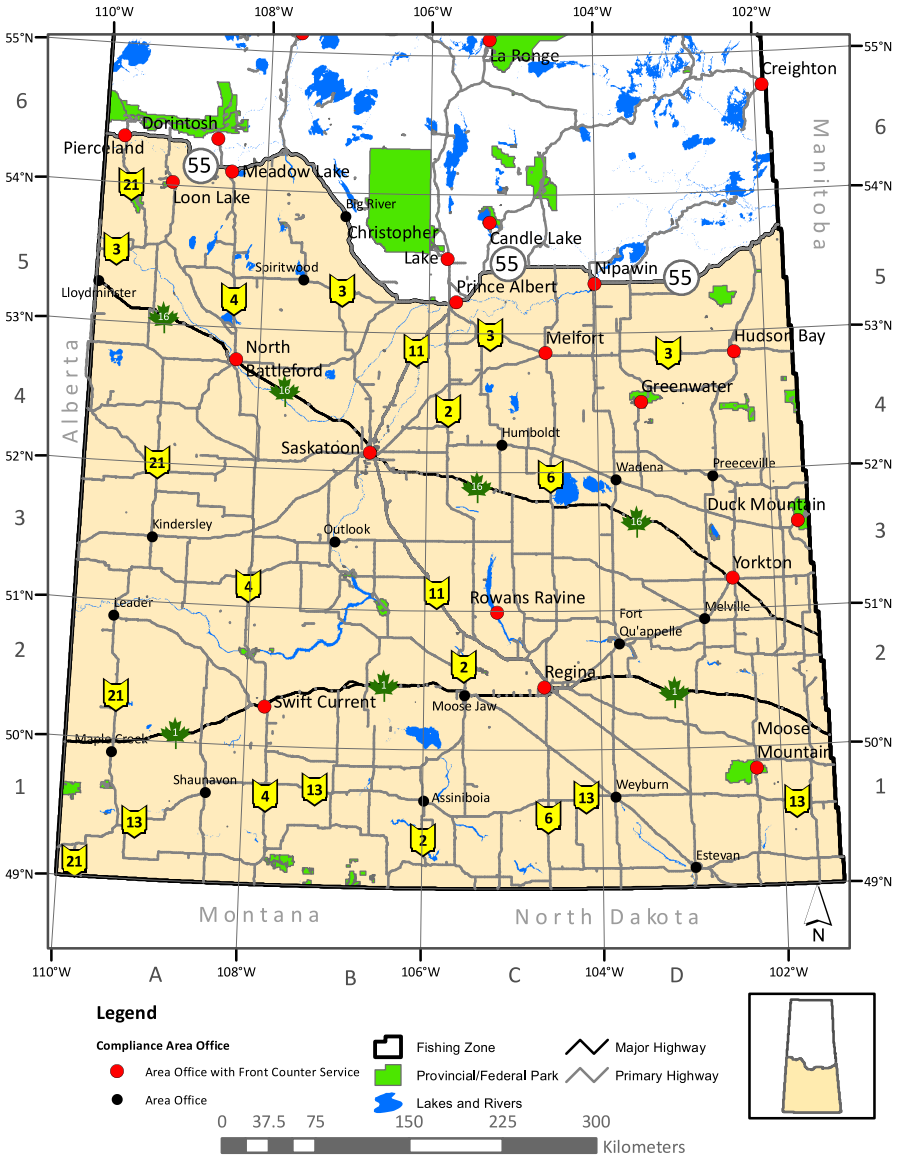 110°W 108°W 106°W 104°W 102°W
55°N 55°N
La Ronge
Creighton
6 6
Dorintosh
Pierceland
55
Meadow Lake
Manitoba
54°N 54°N
21
Loon Lake
Big River
Christopher
Lake
Candle Lake
3
5 5
Spiritwood
55
Nipawin
55
Lloydminster
4
3
Prince Albert
16
53°N 53°N
3
Hudson Bay
North
Battleford
11
Melfort
3
Alberta
16
Greenwater
4 4
2
Humboldt
Saskatoon
52°N 52°N
21
6
Wadena
Preeceville
16
Duck Mountain
3 3
Kindersley
Outlook
16
Yorkton
4
11
51°N 51°N
Leader
Rowans Ravine
Melville
Fort
Qu'appelle
2 2
2
Regina
21
1
1
Moose Jaw
Swift Current
Moose
Mountain
50°N 50°N
1
Maple Creek
Shaunavon
1 1
4
13
Assiniboia
13
Weyburn
13
13
6
2
21
Estevan
49°N 49°N
Montana
North Dakota
N
110°W 108°W 106°W 104°W 102°W
A B C D
Legend
Compliance Area Office
Area Office with Front Counter Service
Area Office
Fishing Zone
Provincial/Federal Park
Lakes and Rivers
Major Highway
Primary Highway
0 37.5 75 150 225 300
Kilometers